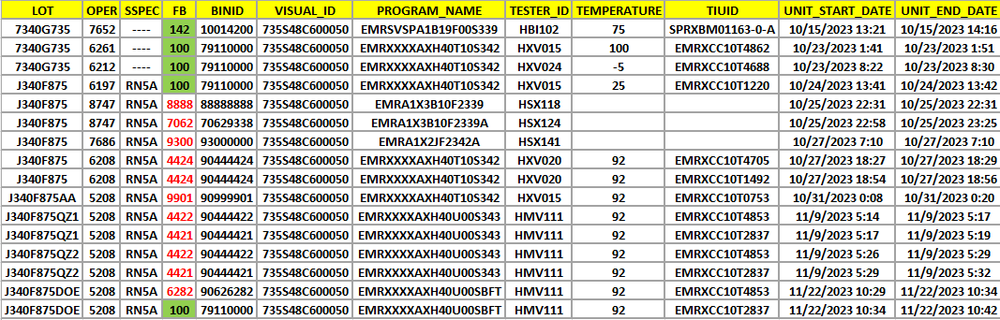 LOT OPER SSPEC FB BINID VISUAL_ID PROGRAM_NAME TESTER_ID TEMPERATURE TIUID UNIT_START_DATE UNIT_END_DATE
7340G735 7652 ---- 142 10014200 735S48C600050 EMRSVSPA1B19F00S339 HBI102 75 SPRXBM01163-0-A 10/15/2023 13:21 10/15/2023 14:16
7340G735 6261 ---- 100 79110000 735S48C600050 EMRXXXXAXH40T10S342 HXV015 100 EMRXCC10T4862 10/23/2023 1:41 10/23/2023 1:51
7340G735 6212 ---- 100 79110000 735S48C600050 EMRXXXXAXH40T10S342 HXV024 -5 EMRXCC10T4688 10/23/2023 8:22 10/23/2023 8:30
J340F875 6197 RN5A 100 79110000 735S48C600050 EMRXXXXAXH40T10S342 HXV015 25 EMRXCC10T1220 10/24/2023 13:41 10/24/2023 13:42
J340F875 8747 RN5A 8888 88888888 735S48C600050 EMRA1X3B10F2339 HSX118 10/25/2023 22:31 10/25/2023 22:31
J340F875 8747 RN5A 7062 70629338 735S48C600050 EMRA1X3B10F2339A HSX124 10/25/2023 22:58 10/25/2023 23:25
J340F875 7686 RN5A 9300 93000000 735S48C600050 EMRA1X2JF2342A HSX141 10/27/2023 7:10 10/27/2023 7:10
J340F875 6208 RN5A 4424 90444424 735S48C600050 EMRXXXXAXH40T10S342 HXV020 92 EMRXCC10T4705 10/27/2023 18:27 10/27/2023 18:29
J340F875 6208 RN5A 4424 90444424 735S48C600050 EMRXXXXAXH40T10S342 HXV020 92 EMRXCC10T1492 10/27/2023 18:54 10/27/2023 18:56
J340F875AA 5208 RN5A 9901 90999901 735S48C600050 EMRXXXXAXH40T10S342 HXV015 92 EMRXCC10T0753 10/31/2023 0:08 10/31/2023 0:20
J340F875QZ1 5208 RN5A 4422 90444422 735S48C600050 EMRXXXXAXH40U00S343 HMV111 92 EMRXCC10T4853 11/9/2023 5:14 11/9/2023 5:17
J340F875QZ1 5208 RN5A 4421 90444421 735S48C600050 EMRXXXXAXH40U00S343 HMV111 92 EMRXCC10T2837 11/9/2023 5:17 11/9/2023 5:19
J340F875QZ2 5208 RN5A 4422 90444422 735S48C600050 EMRXXXXAXH40U00S343 HMV111 92 EMRXCC10T4853 11/9/2023 5:26 11/9/2023 5:29
J340F875QZ2 5208 RN5A 4421 90444421 735S48C600050 EMRXXXXAXH40U00S343 HMV111 92 EMRXCC10T2837 11/9/2023 5:29 11/9/2023 5:32
J340F875DOE 5208 RN5A 6282 90626282 735S48C600050 EMRXXXXAXH40U00SBFT HMV111 92 EMRXCC10T4853 11/22/2023 10:29 11/22/2023 10:34
J340F875DOE 5208 RN5A 100 79110000 735S48C600050 EMRXXXXAXH40U00SBFT HMV111 92 EMRXCC10T2837 11/22/2023 10:34 11/22/2023 10:42